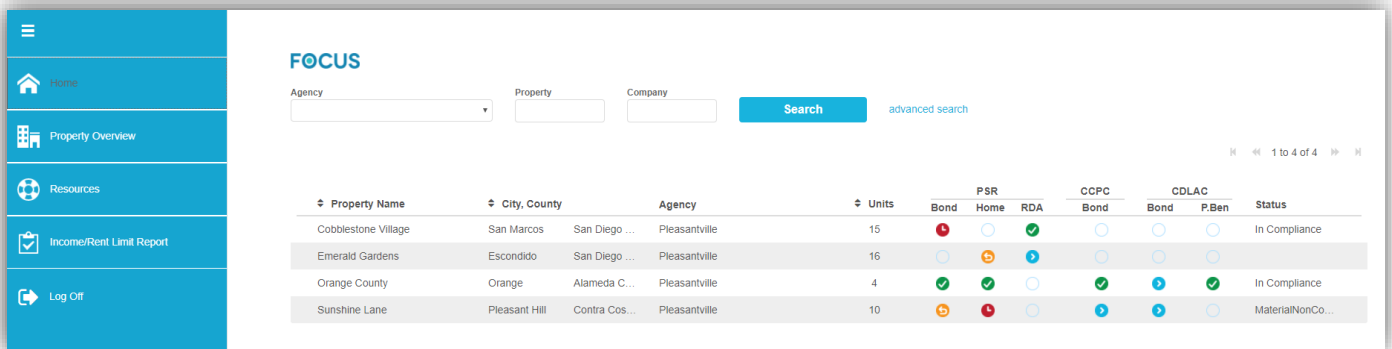 FOCUS
Home
Property Overview
Resources
Income/Rent Limit Report
Log Off
Agency Property Company
Search advanced search
1 to 4 of 4
PSR CCPC CDLAC
Property Name City, County Agency Units Bond Home RDA Bond Bond P.Ben Status
Cobblestone Village San Marcos San Diego ... Pleasantville 15 In Compliance
Emerald Gardens Escondido San Diego ... Pleasantville 16
Orange County Orange Alameda C... Pleasantville 4 In Compliance
Sunshine Lane Pleasant Hill Contra Cos... Pleasantville 10 MaterialNonCo...